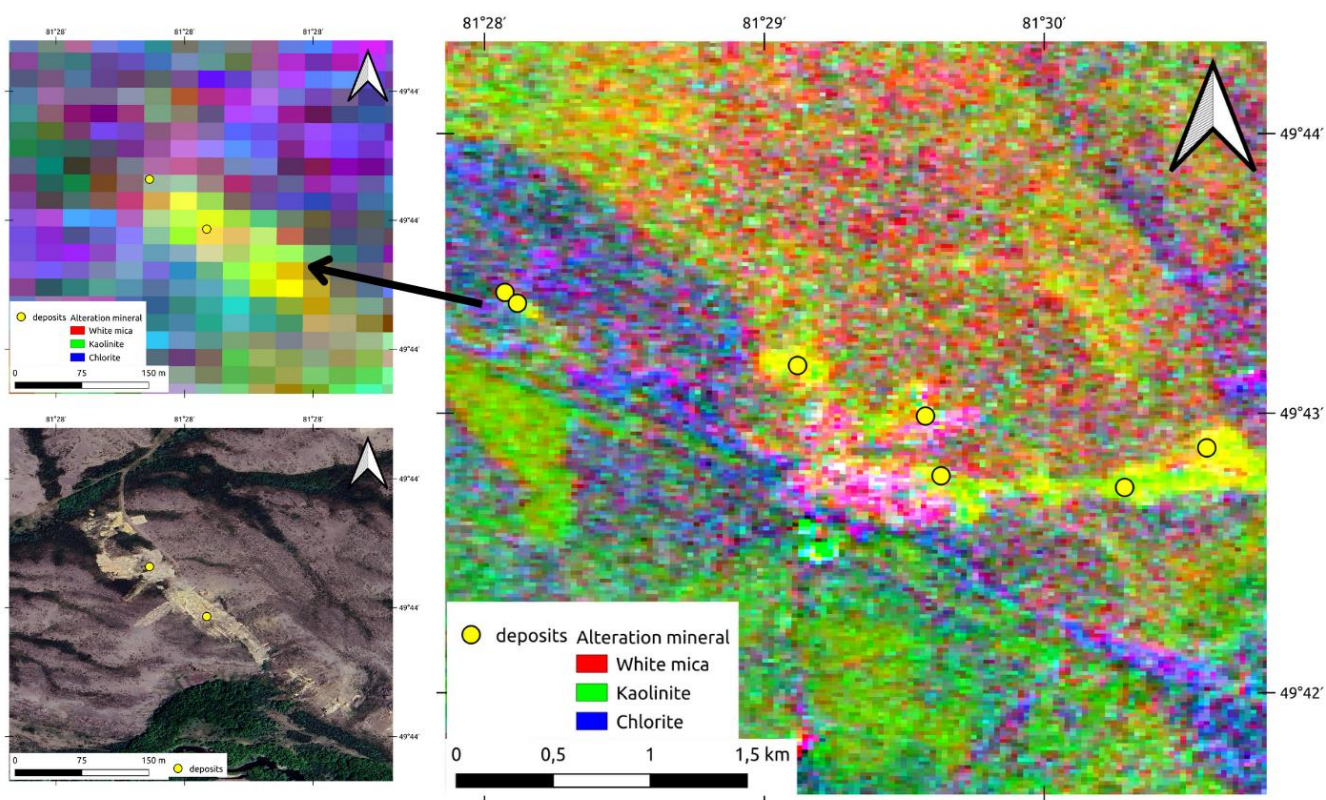 81°28′ 81°28′ 81°28′
49°44′
49°44′
49°44′
deposits Alteration mineral
White mica
Kaolinite
Chlorite
0 75 150 m
81°28′ 81°28′ 81°28′
49°44′
49°44′
49°44′
0 75 150 m
deposits
81°28′ 81°29′ 81°30′
49°44′
49°43′
49°42′
deposits Alteration mineral
White mica
Kaolinite
Chlorite
0 0,5 1 1,5 km